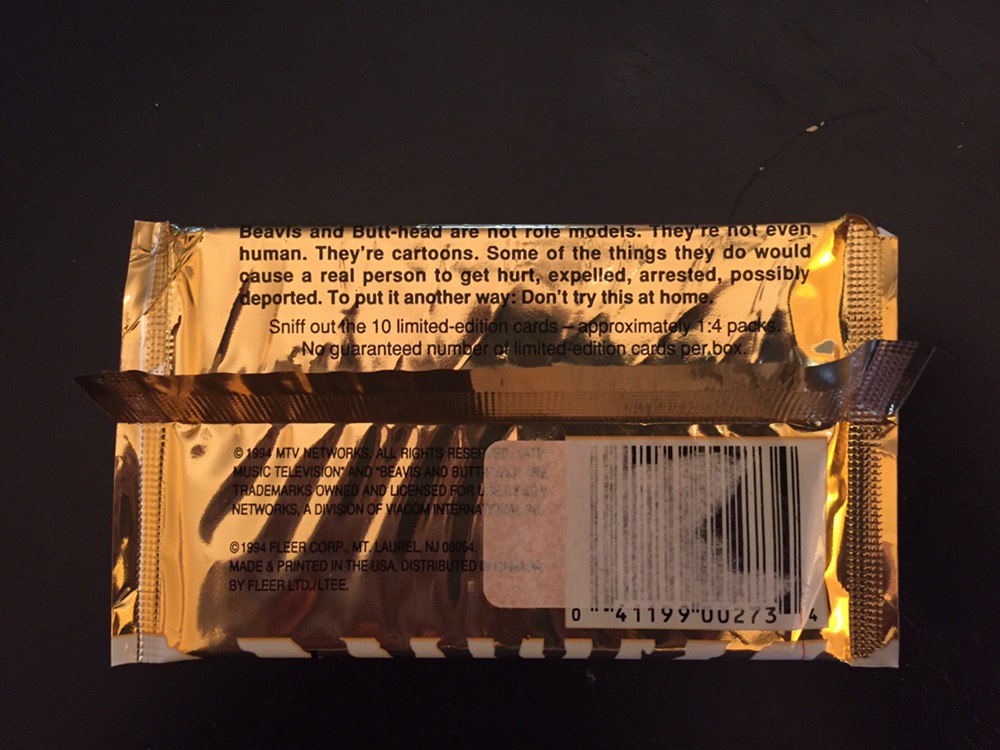 Beavis and Butt-head are not role models. They're not even
human. They're cartoons. Some of the things they do would
cause a real person to get hurt, expelled, arrested, possibly
deported. To put it another way: Don't try this at home.
Sniff out the 10 limited-edition cards – approximately 1:4 packs.
No guaranteed number of limited-edition cards per box.
© 1994 MTV NETWORKS. ALL RIGHTS
MUSIC TELEVISION" AND "BEAVIS AND
TRADEMARKS OWNED AND LICENSED FOR
NETWORKS, A DIVISION OF VIACOM
© 1994 FLEER CORP., MT. LAUREL, NJ 08054.
MADE & PRINTED IN THE USA. DISTRIBUTED
BY FLEER LTD./LTEE.
0 41199 00273 4